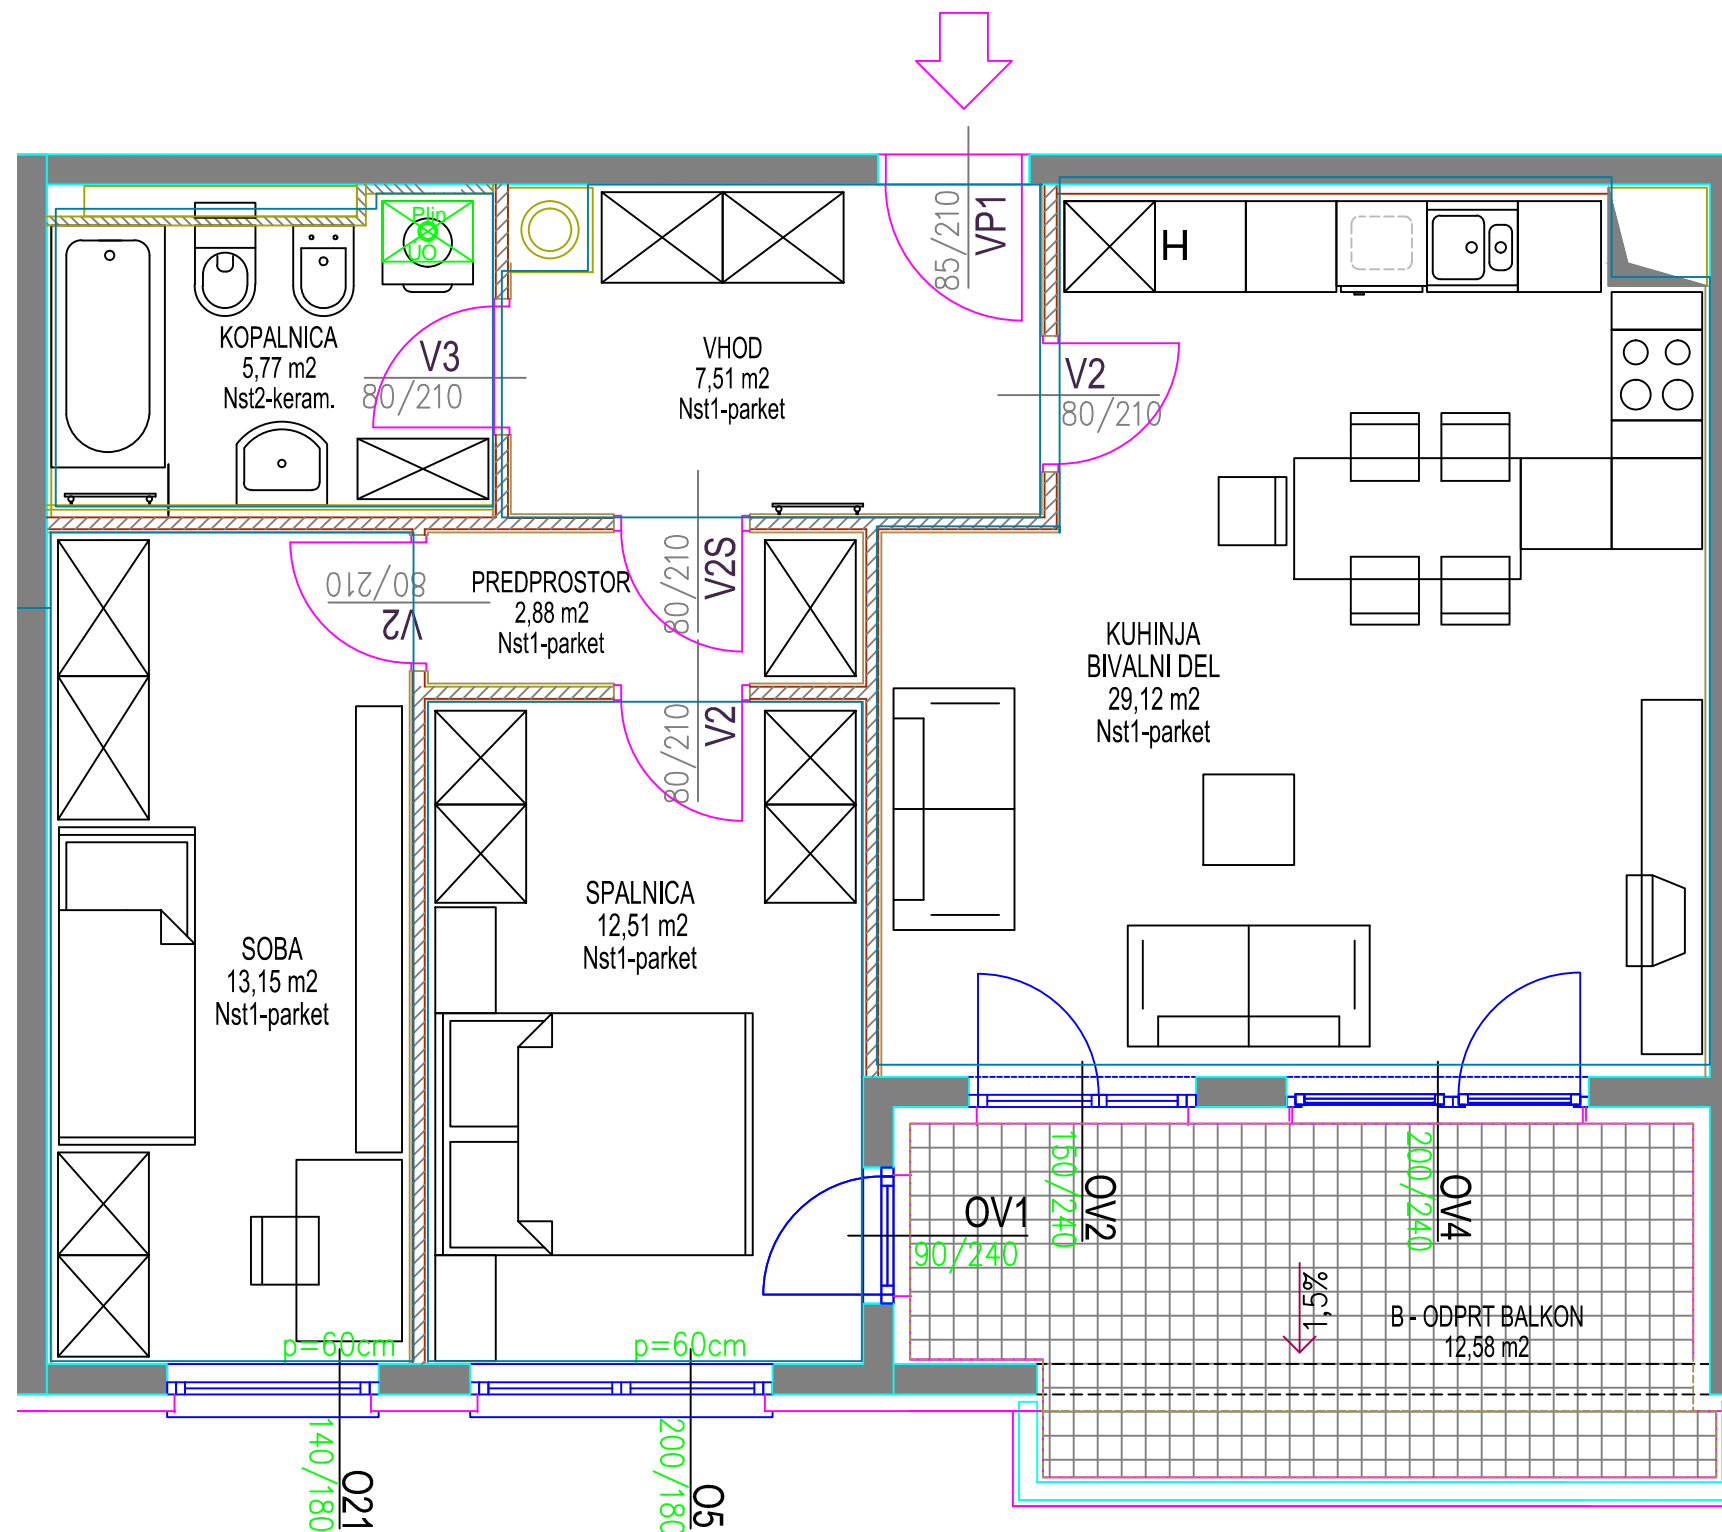 85/210
VP1
Plin
UO
H
KOPALNICA
5,77 m2
Nst2-keram.
V3
80/210
VHOD
7,51 m2
Nst1-parket
V2
80/210
80/210
V2
PREDPROSTOR
2,88 m2
Nst1-parket
80/210
V2S
KUHINJA
BIVALNI DEL
29,12 m2
Nst1-parket
80/210
V2
SPALNICA
12,51 m2
Nst1-parket
SOBA
13,15 m2
Nst1-parket
OV1
90/240
150/240
OV2
200/240
OV4
1,5%
B - ODPRT BALKON
12,58 m2
p=60cm
p=60cm
140/180
O21
200/180
O5